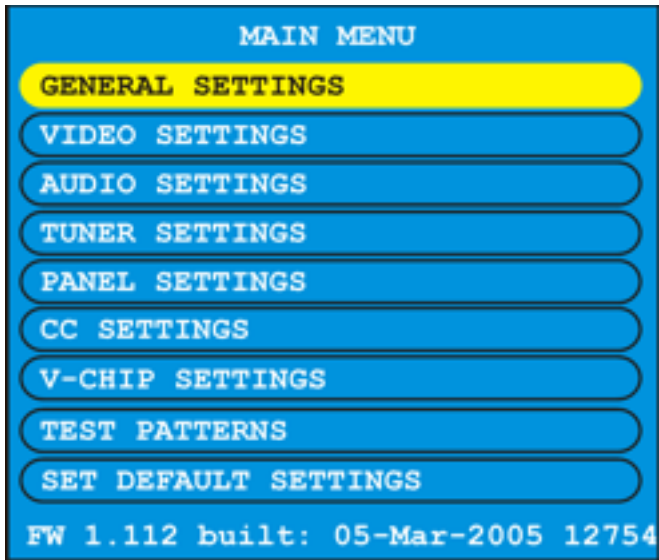 MAIN MENU
GENERAL SETTINGS
VIDEO SETTINGS
AUDIO SETTINGS
TUNER SETTINGS
PANEL SETTINGS
CC SETTINGS
V-CHIP SETTINGS
TEST PATTERNS
SET DEFAULT SETTINGS
FW 1.112 built: 05-Mar-2005 12754